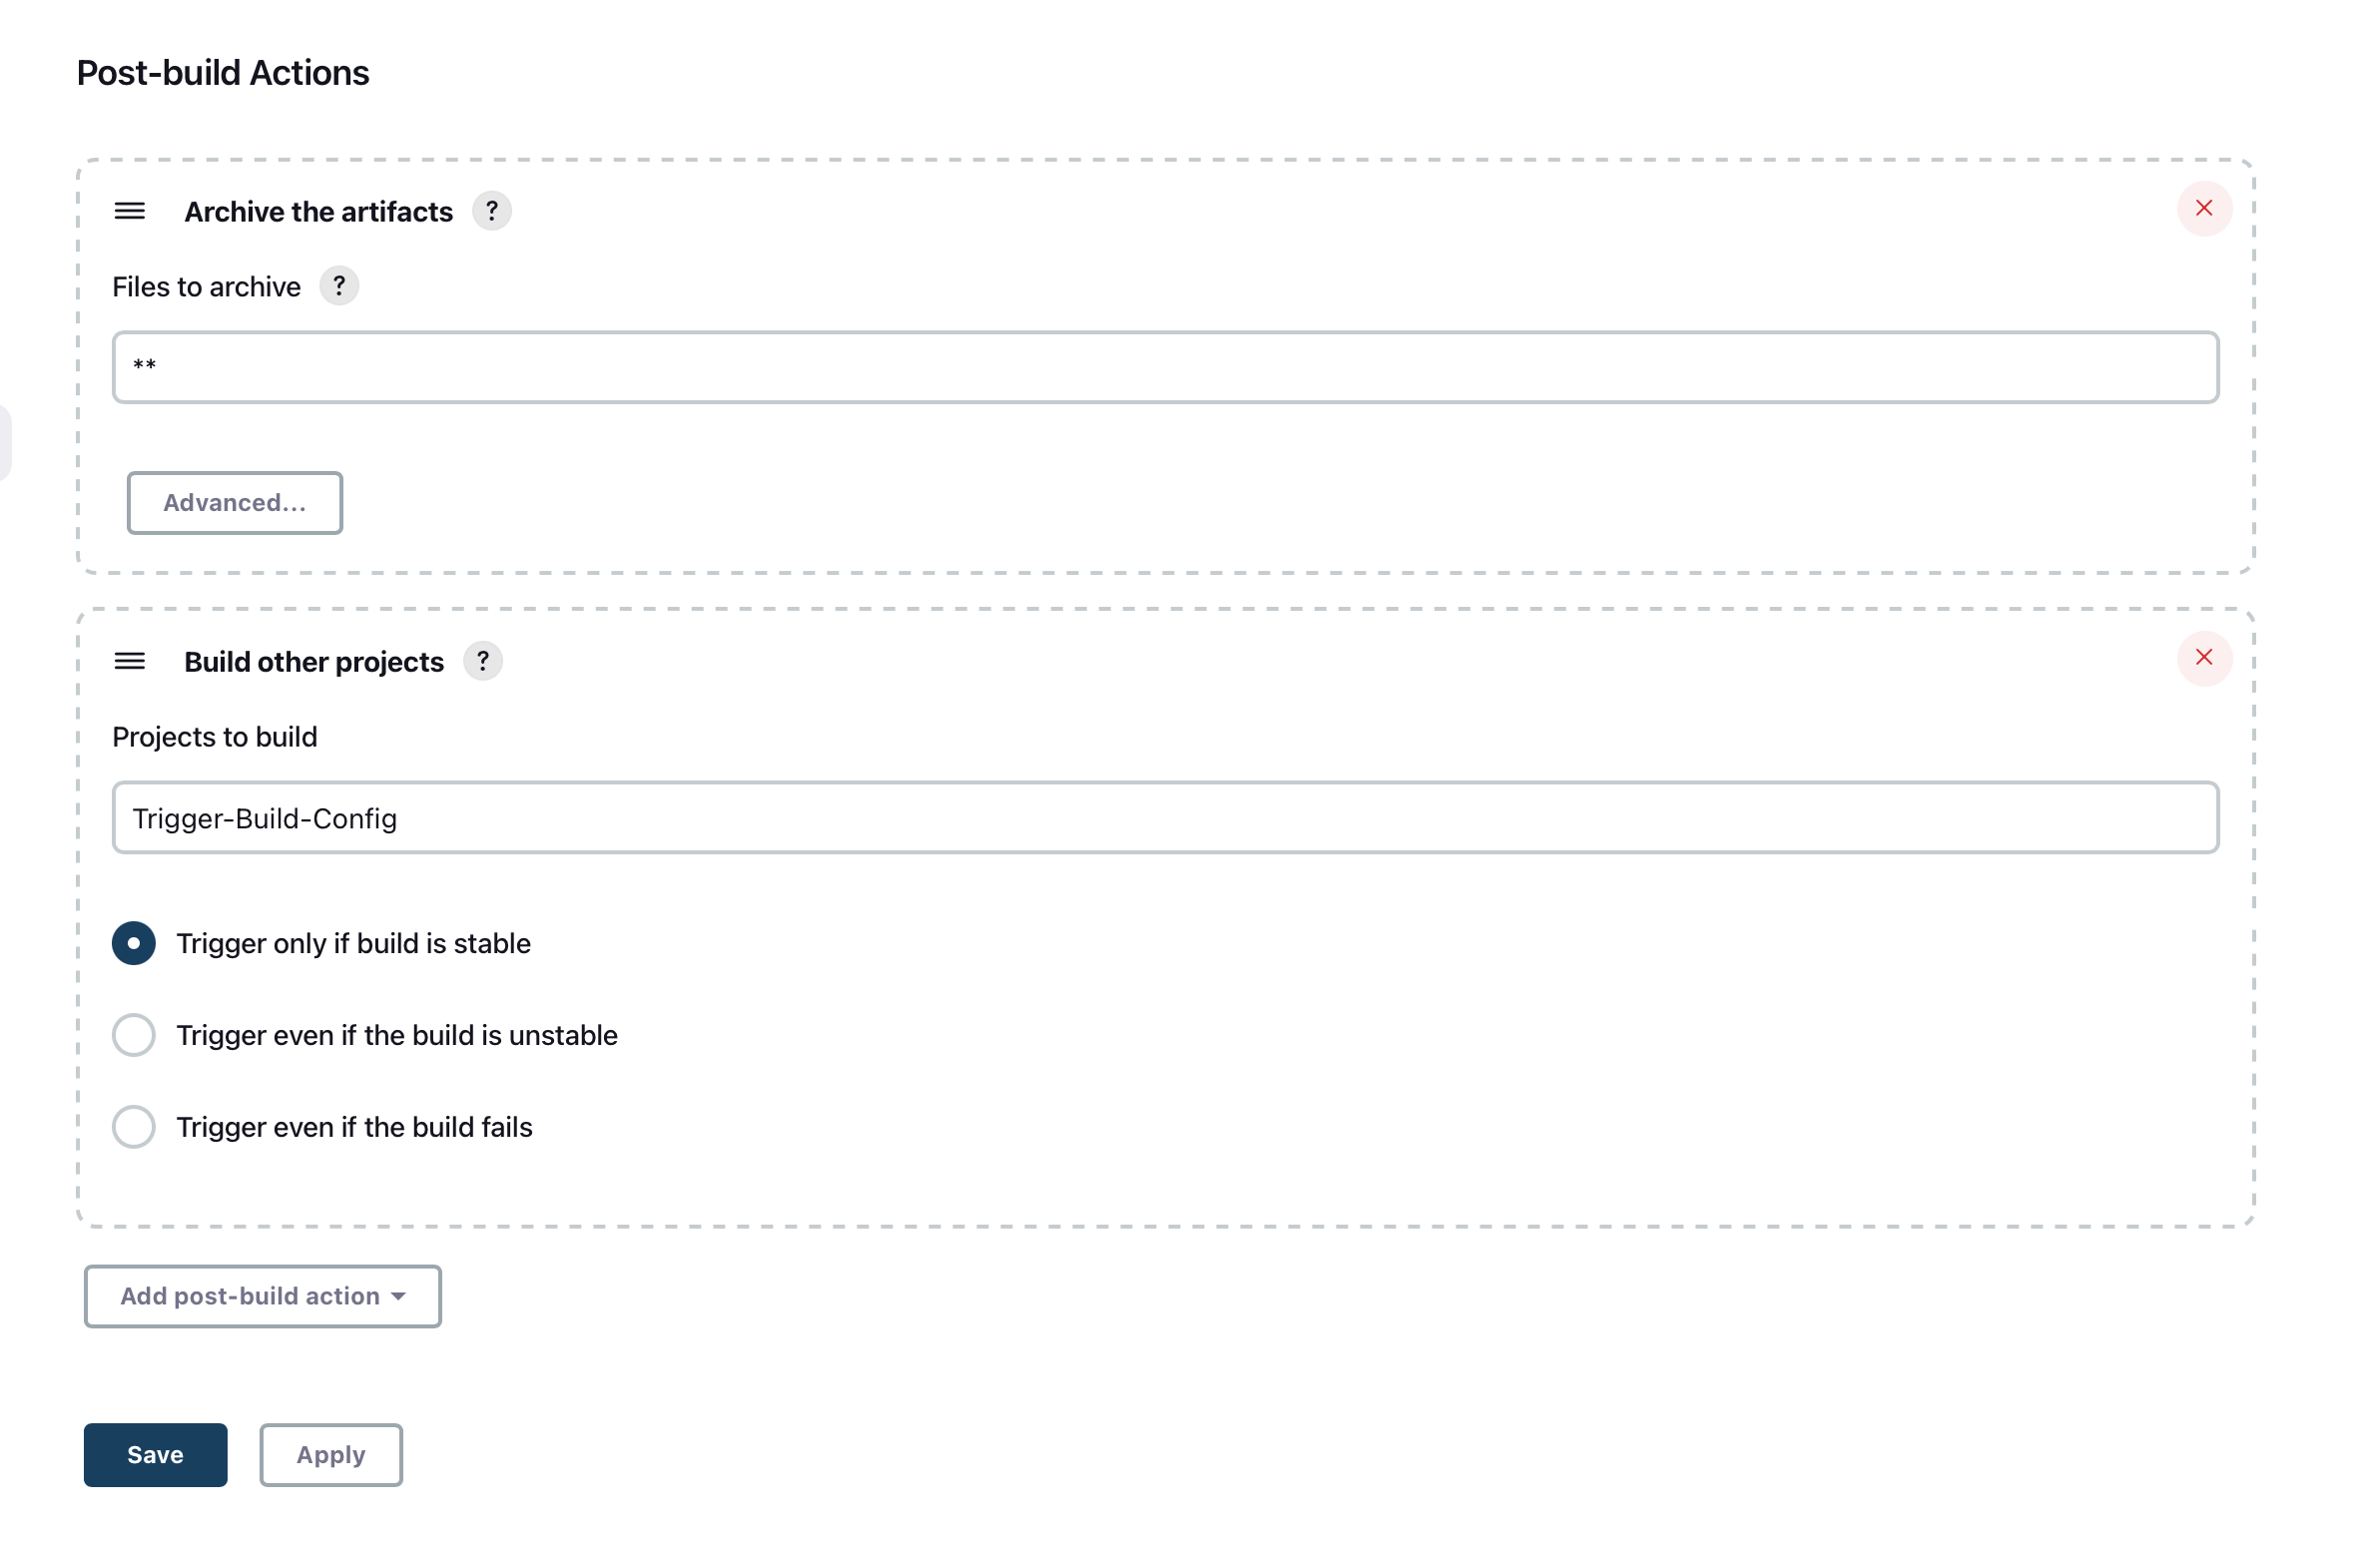 Post-build Actions
Archive the artifacts ?
Files to archive ?
**
Advanced...
Build other projects ?
Projects to build
Trigger-Build-Config
Trigger only if build is stable
Trigger even if the build is unstable
Trigger even if the build fails
Add post-build action
Save Apply